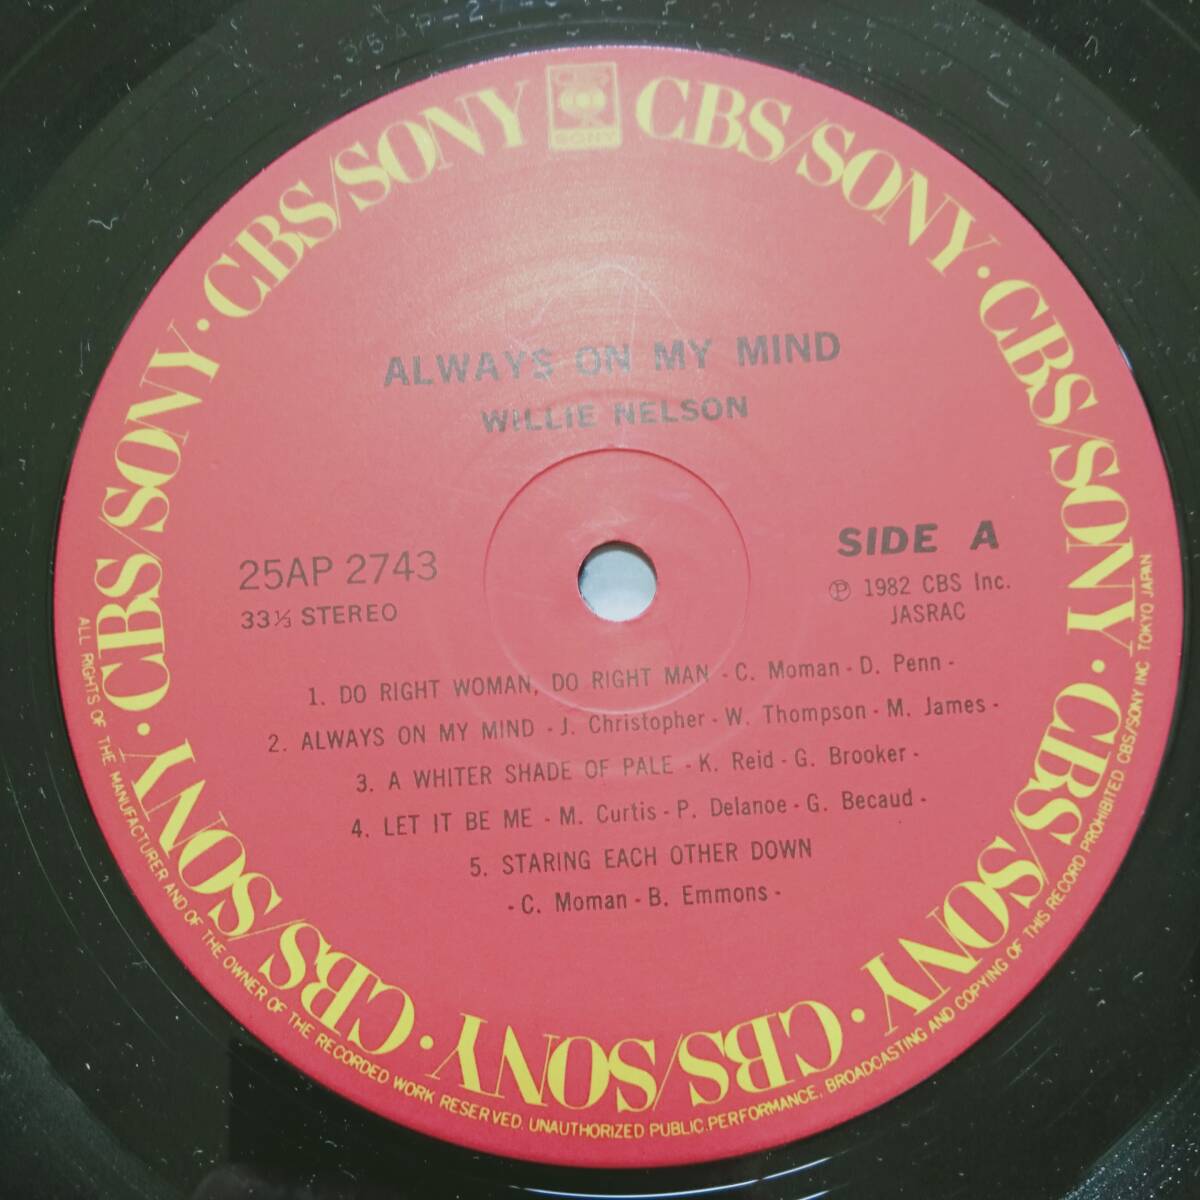 CBS/SONY · CBS/SONY · CBS/SONY · CBS/SONY · CBS/SONY · CBS/SONY · CBS/SONY · CBS/SONY
SONY
ALWAYS ON MY MIND
WILLIE NELSON
25AP 2743
33⅓ STEREO
SIDE A
℗ 1982 CBS Inc.
JASRAC
1. DO RIGHT WOMAN, DO RIGHT MAN - C. Moman - D. Penn -
2. ALWAYS ON MY MIND - J. Christopher - W. Thompson - M. James -
3. A WHITER SHADE OF PALE - K. Reid - G. Brooker -
4. LET IT BE ME - M. Curtis - P. Delanoe - G. Becaud -
5. STARING EACH OTHER DOWN
- C. Moman - B. Emmons -
ALL RIGHTS OF THE MANUFACTURER AND OF THE OWNER OF THE RECORDED WORK RESERVED. UNAUTHORIZED PUBLIC.PERFORMANCE, BROADCASTING AND COPYING OF THIS RECORD PROHIBITED CBS/SONY INC TOKYO JAPAN